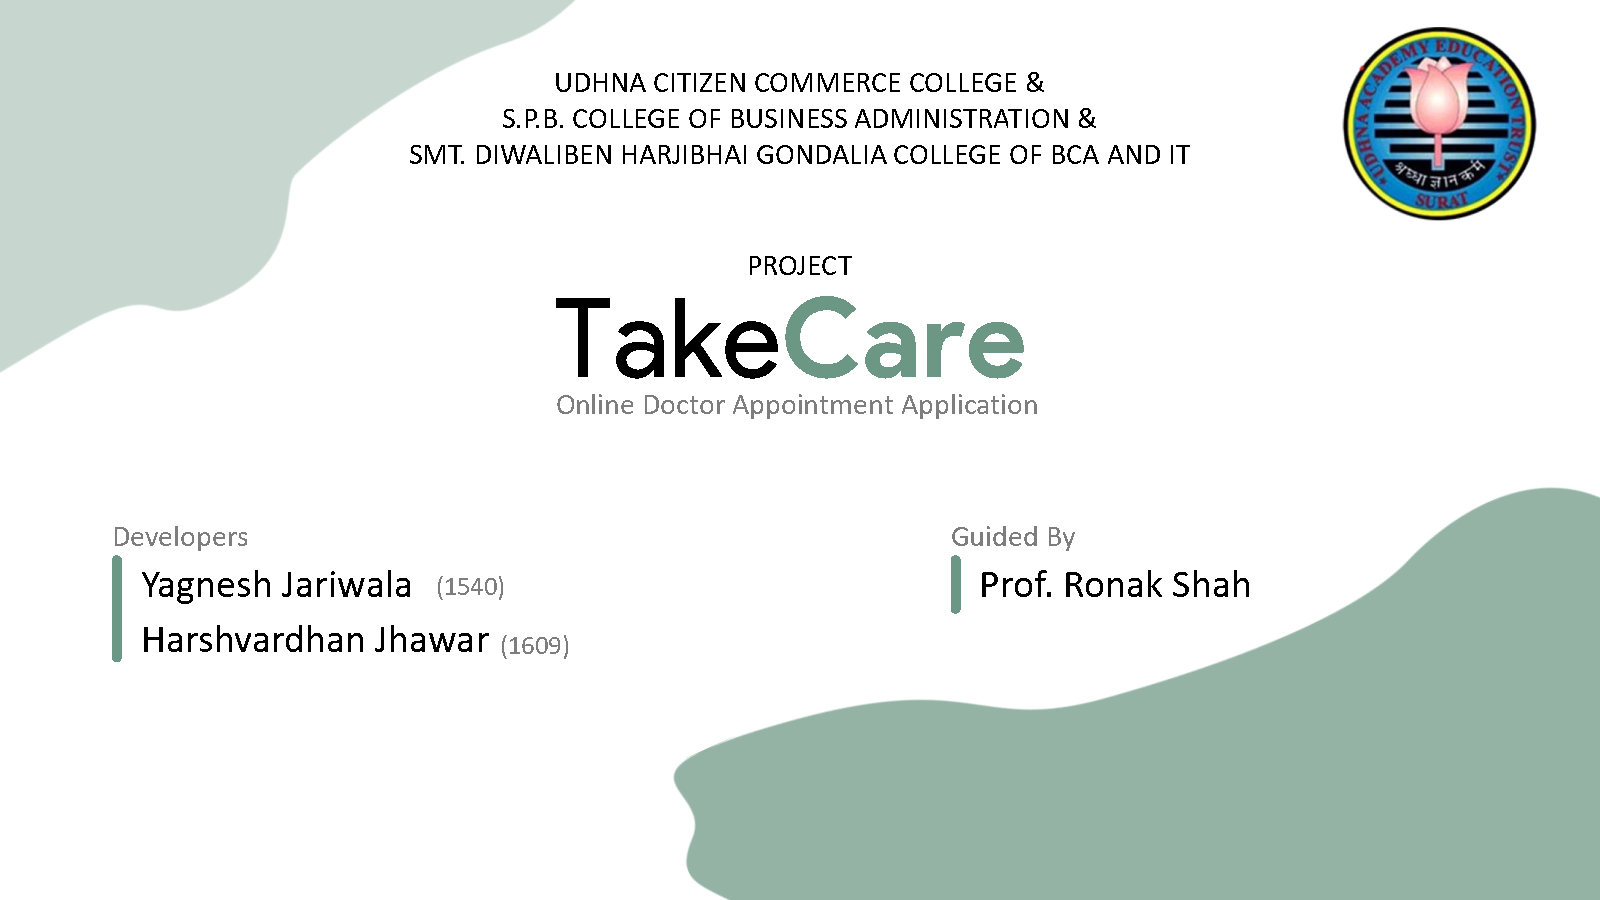 UDHNA CITIZEN COMMERCE COLLEGE &
S.P.B. COLLEGE OF BUSINESS ADMINISTRATION &
SMT. DIWALIBEN HARJIBHAI GONDALIA COLLEGE OF BCA AND IT
UDHNA ACADEMY EDUCATION TRUST
श्रध्धा ज्ञान कर्म
SURAT
PROJECT
TakeCare
Online Doctor Appointment Application
Developers
Yagnesh Jariwala (1540)
Harshvardhan Jhawar (1609)
Guided By
Prof. Ronak Shah